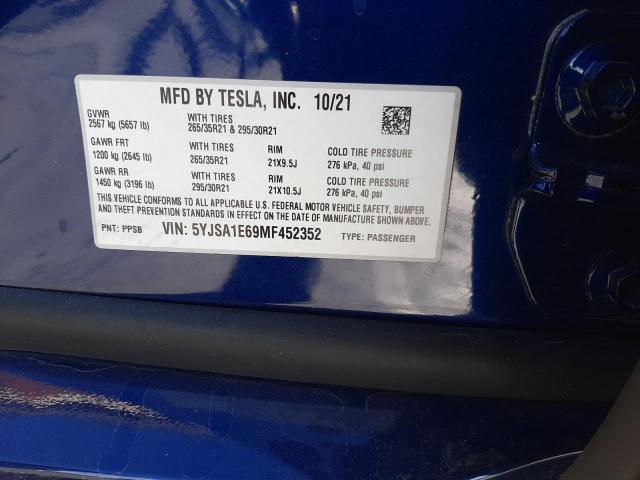 MFD BY TESLA, INC. 10/21
GVWR
2567 kg (5657 lb)
WITH TIRES
265/35R21 & 295/30R21
GAWR FRT
1200 kg (2645 lb)
WITH TIRES
265/35R21
RIM
21X9.5J
COLD TIRE PRESSURE
276 kPa, 40 psi
GAWR RR
1450 kg (3196 lb)
WITH TIRES
295/30R21
RIM
21X10.5J
COLD TIRE PRESSURE
276 kPa, 40 psi
THIS VEHICLE CONFORMS TO ALL APPLICABLE U.S. FEDERAL MOTOR VEHICLE SAFETY, BUMPER
AND THEFT PREVENTION STANDARDS IN EFFECT ON THE DATE OF MANUFACTURE SHOWN ABOVE.
PNT: PPSB VIN: 5YJSA1E69MF452352 TYPE: PASSENGER